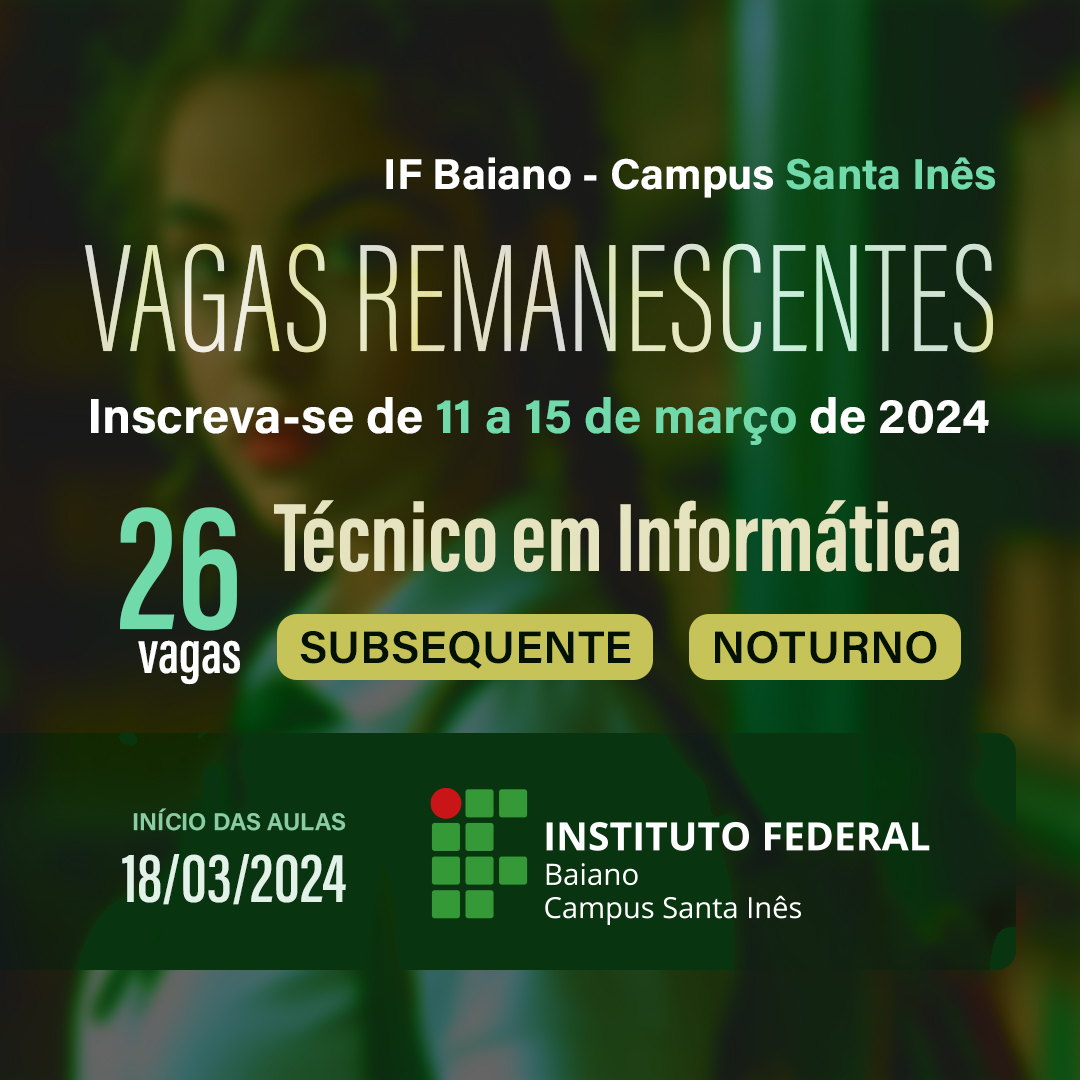 IF Baiano - Campus Santa Inês
VAGAS REMANESCENTES
Inscreva-se de 11 a 15 de março de 2024
26
vagas
Técnico em Informática
SUBSEQUENTE NOTURNO
INÍCIO DAS AULAS
18/03/2024
INSTITUTO FEDERAL
Baiano
Campus Santa Inês